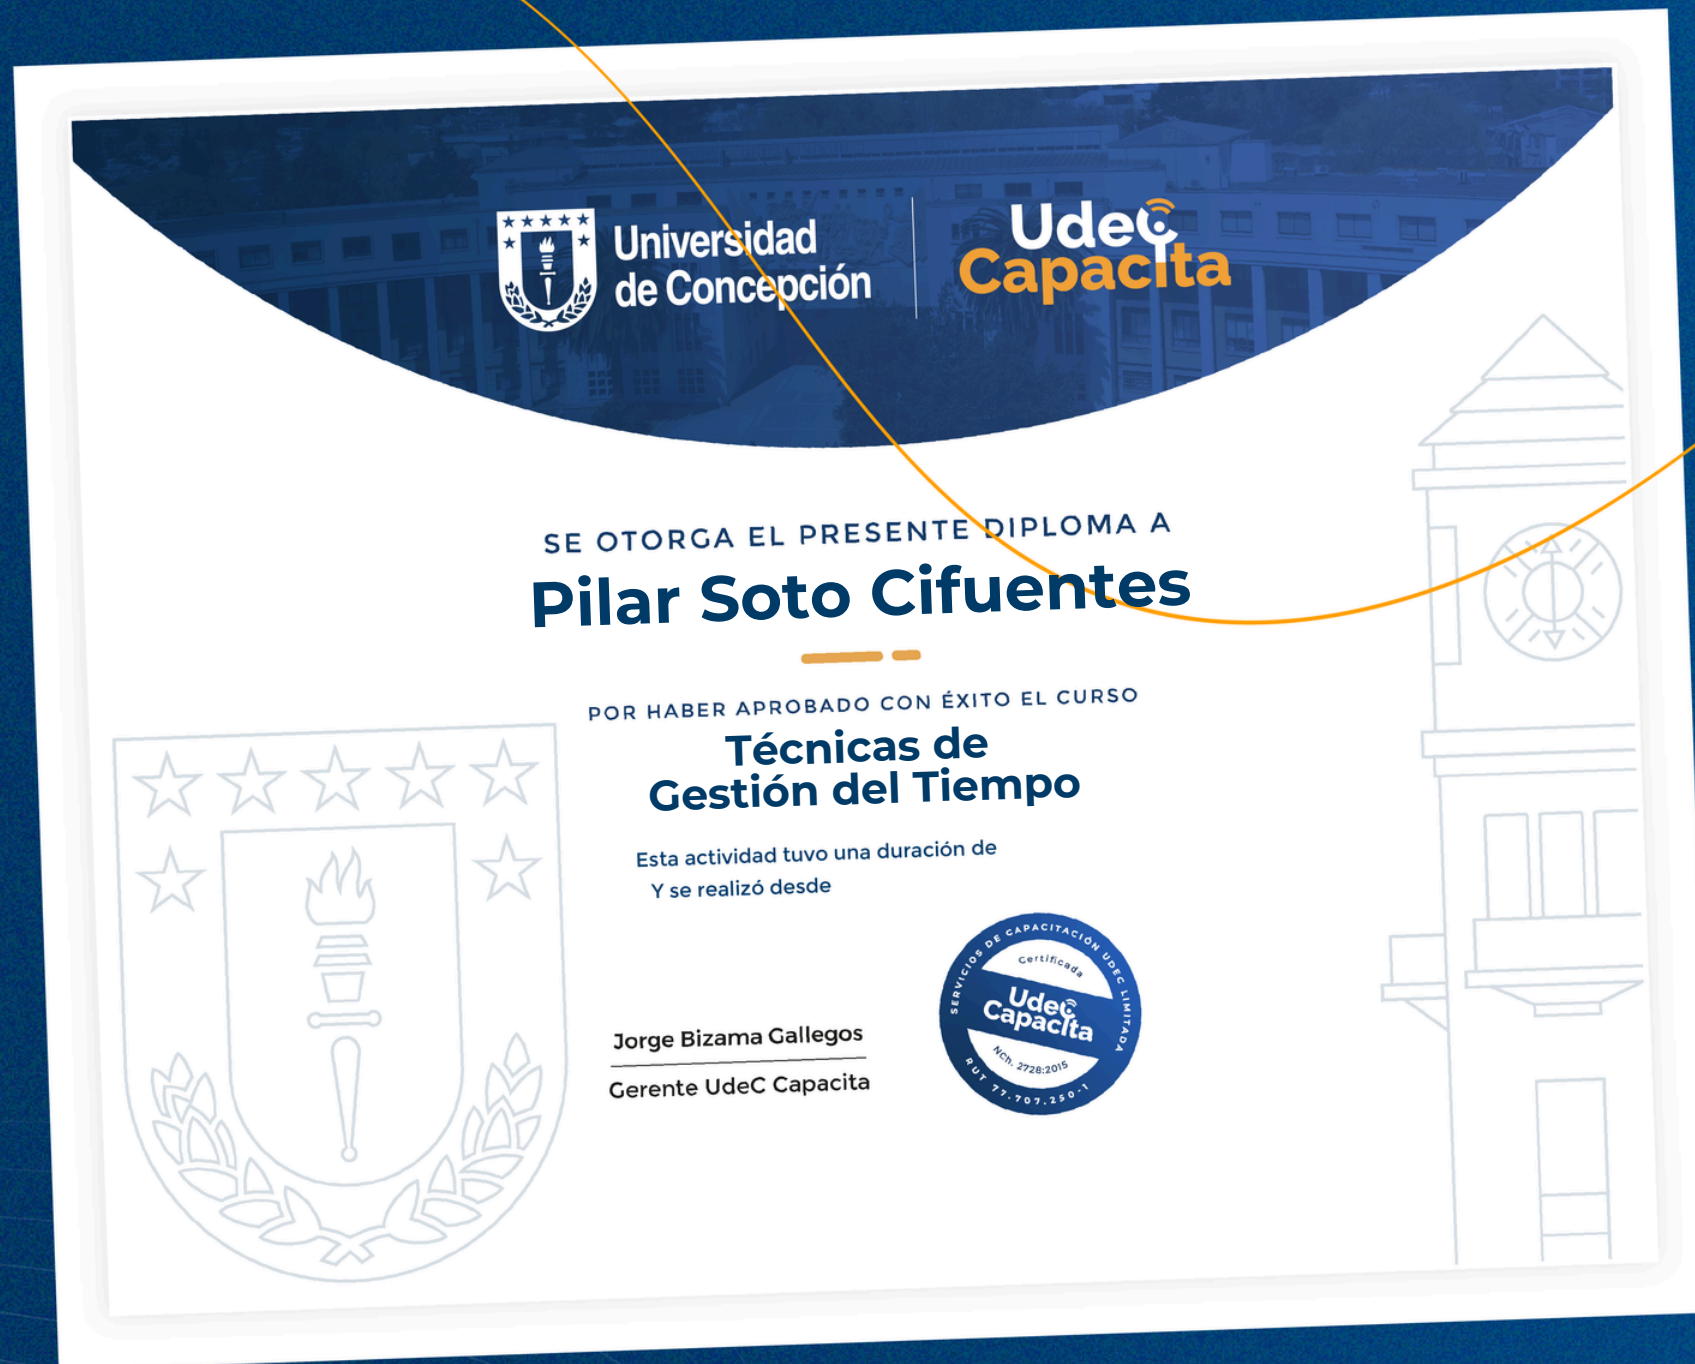 Universidad
de Concepción
UdeC
Capacita
SE OTORGA EL PRESENTE DIPLOMA A
Pilar Soto Cifuentes
POR HABER APROBADO CON ÉXITO EL CURSO
Técnicas de
Gestión del Tiempo
Esta actividad tuvo una duración de
Y se realizó desde
Jorge Bizama Gallegos
Gerente UdeC Capacita
SERVICIOS DE CAPACITACIÓN UDEC LIMITADA
Certificada
UdeC
Capacita
NCh. 2728:2015
RUT 77.707.250-1